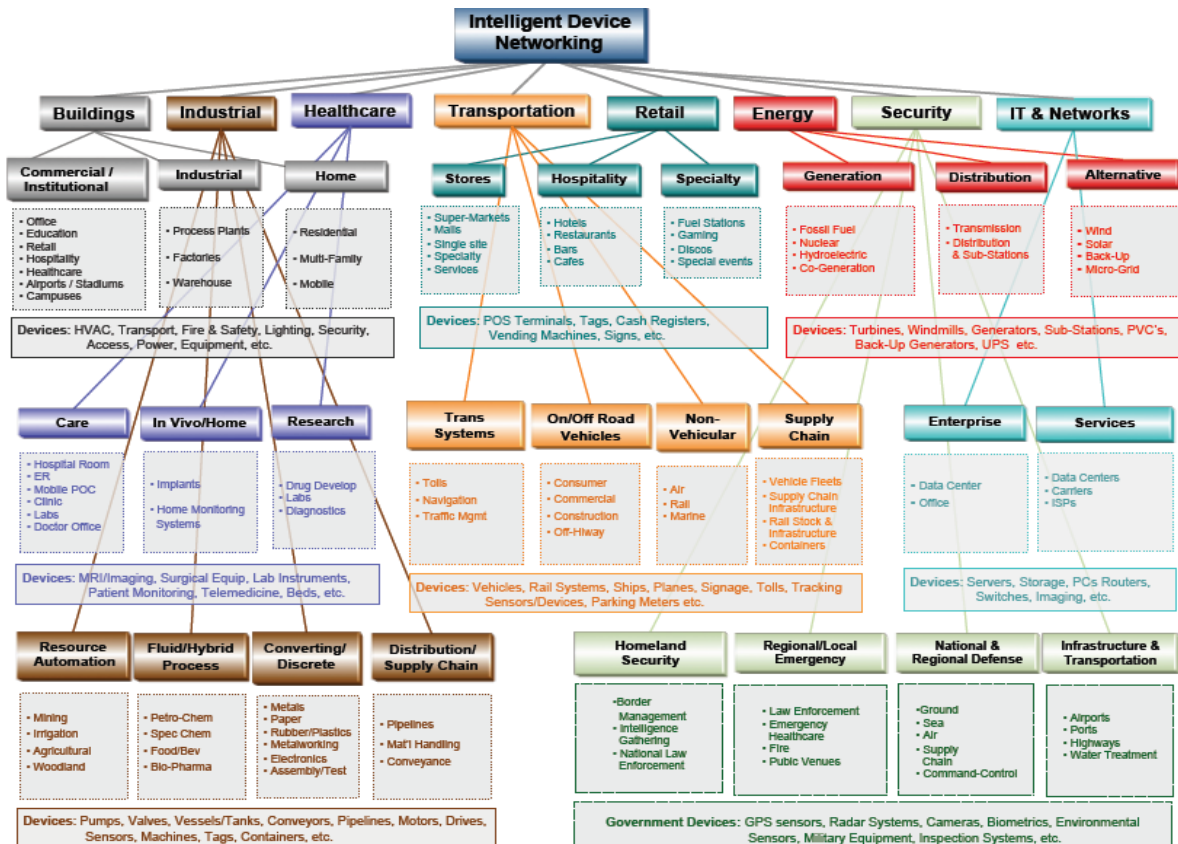 Intelligent Device
Networking
Buildings
Industrial
Healthcare
Transportation
Retail
Energy
Security
IT & Networks
Commercial /
Institutional
Industrial
Home
Stores
Hospitality
Specialty
Generation
Distribution
Alternative
• Office
• Education
• Retail
• Hospitality
• Healthcare
• Airports / Stadiums
• Campuses
• Process Plants
• Factories
• Warehouse
• Residential
• Multi-Family
• Mobile
• Super-Markets
• Malls
• Single site
• Specialty
• Services
• Hotels
• Restaurants
• Bars
• Cafes
• Fuel Stations
• Gaming
• Discos
• Special events
• Fossil Fuel
• Nuclear
• Hydroelectric
• Co-Generation
• Transmission
• Distribution
& Sub-Stations
• Wind
• Solar
• Back-Up
• Micro-Grid
Devices: HVAC, Transport, Fire & Safety, Lighting, Security,
Access, Power, Equipment, etc.
Devices: POS Terminals, Tags, Cash Registers,
Vending Machines, Signs, etc.
Devices: Turbines, Windmills, Generators, Sub-Stations, PVC's,
Back-Up Generators, UPS etc.
Care
In Vivo/Home
Research
Trans
Systems
On/Off Road
Vehicles
Non-
Vehicular
Supply
Chain
Enterprise
Services
• Hospital Room
• ER
• Mobile POC
• Clinic
• Labs
• Doctor Office
• Implants
• Home Monitoring
Systems
• Drug Develop
• Labs
• Diagnostics
• Tolls
• Navigation
• Traffic Mgmt
• Consumer
• Commercial
• Construction
• Off-Hiway
• Air
• Rail
• Marine
• Vehicle Fleets
• Supply Chain
Infrastructure
• Rail Stock &
Infrastructure
• Containers
• Data Center
• Office
• Data Centers
• Carriers
• ISPs
Devices: MRI/Imaging, Surgical Equip, Lab Instruments,
Patient Monitoring, Telemedicine, Beds, etc.
Devices: Vehicles, Rail Systems, Ships, Planes, Signage, Tolls, Tracking
Sensors/Devices, Parking Meters etc.
Devices: Servers, Storage, PCs Routers,
Switches, Imaging, etc.
Resource
Automation
Fluid/Hybrid
Process
Converting/
Discrete
Distribution/
Supply Chain
Homeland
Security
Regional/Local
Emergency
National &
Regional Defense
Infrastructure &
Transportation
• Mining
• Irrigation
• Agricultural
• Woodland
• Petro-Chem
• Spec Chem
• Food/Bev
• Bio-Pharma
• Metals
• Paper
• Rubber/Plastics
• Metalworking
• Electronics
• Assembly/Test
• Pipelines
• Mat'l Handling
• Conveyance
•Border
Management
• Intelligence
Gathering
• National Law
Enforcement
• Law Enforcement
• Emergency
Healthcare
• Fire
• Pubic Venues
•Ground
• Sea
• Air
• Supply
Chain
• Command-Control
• Airports
• Ports
• Highways
• Water Treatment
Devices: Pumps, Valves, Vessels/Tanks, Conveyors, Pipelines, Motors, Drives,
Sensors, Machines, Tags, Containers, etc.
Government Devices: GPS sensors, Radar Systems, Cameras, Biometrics, Environmental
Sensors, Military Equipment, Inspection Systems, etc.